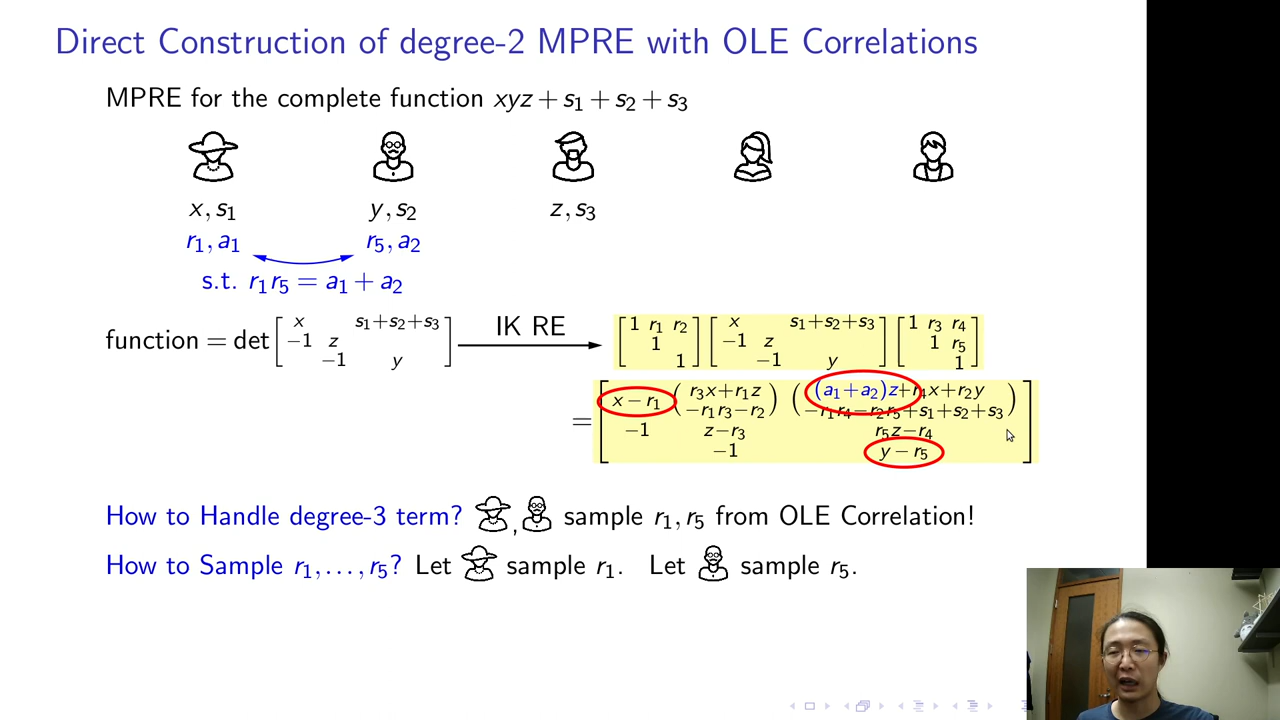 Direct Construction of degree-2 MPRE with OLE Correlations
MPRE for the complete function xyz + s₁ + s₂ + s₃
x, s₁ y, s₂ z, s₃
r₁, a₁ r₅, a₂
s.t. r₁r₅ = a₁ + a₂
function = det [ x s₁+s₂+s₃
−1 z
−1 y ]
IK RE
[ 1 r₁ r₂
1
1 ] [ x s₁+s₂+s₃
−1 z
−1 y ] [ 1 r₃ r₄
1 r₅
1 ]
= [ x − r₁ ( r₃x+r₁z −r₁r₃−r₂ ) ( (a₁+a₂)z+r₄x+r₂y −r₁r₄−r₂r₅+s₁+s₂+s₃ )
−1 z−r₃ r₅z−r₄
−1 y − r₅ ]
How to Handle degree-3 term? , sample r₁, r₅ from OLE Correlation!
How to Sample r₁, …, r₅? Let sample r₁. Let sample r₅.